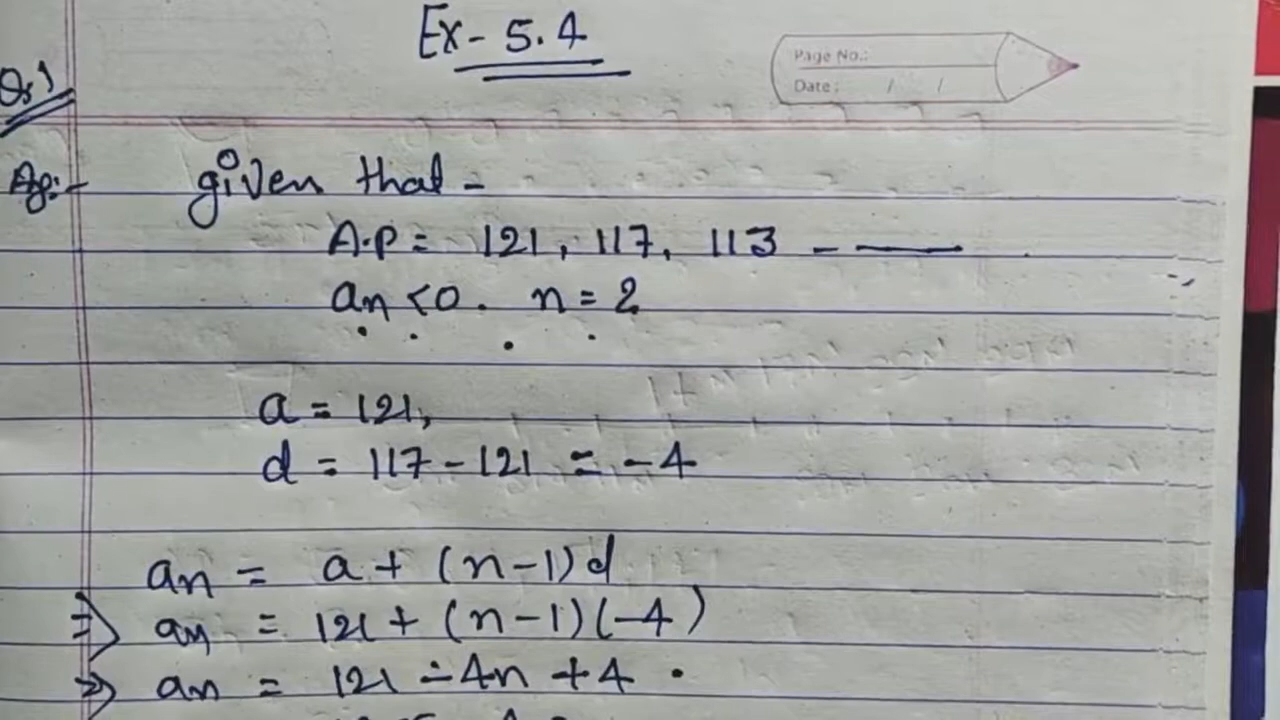 Ex- 5.4
Page No.:
Date: / /
Q.1
given that -
A.P = 121, 117, 113 - ——
an <0. n = 2
a = 121,
d = 117 - 121 = -4
an = a + (n-1)d
=> an = 121 + (n-1)(-4)
=> an = 121 - 4n + 4